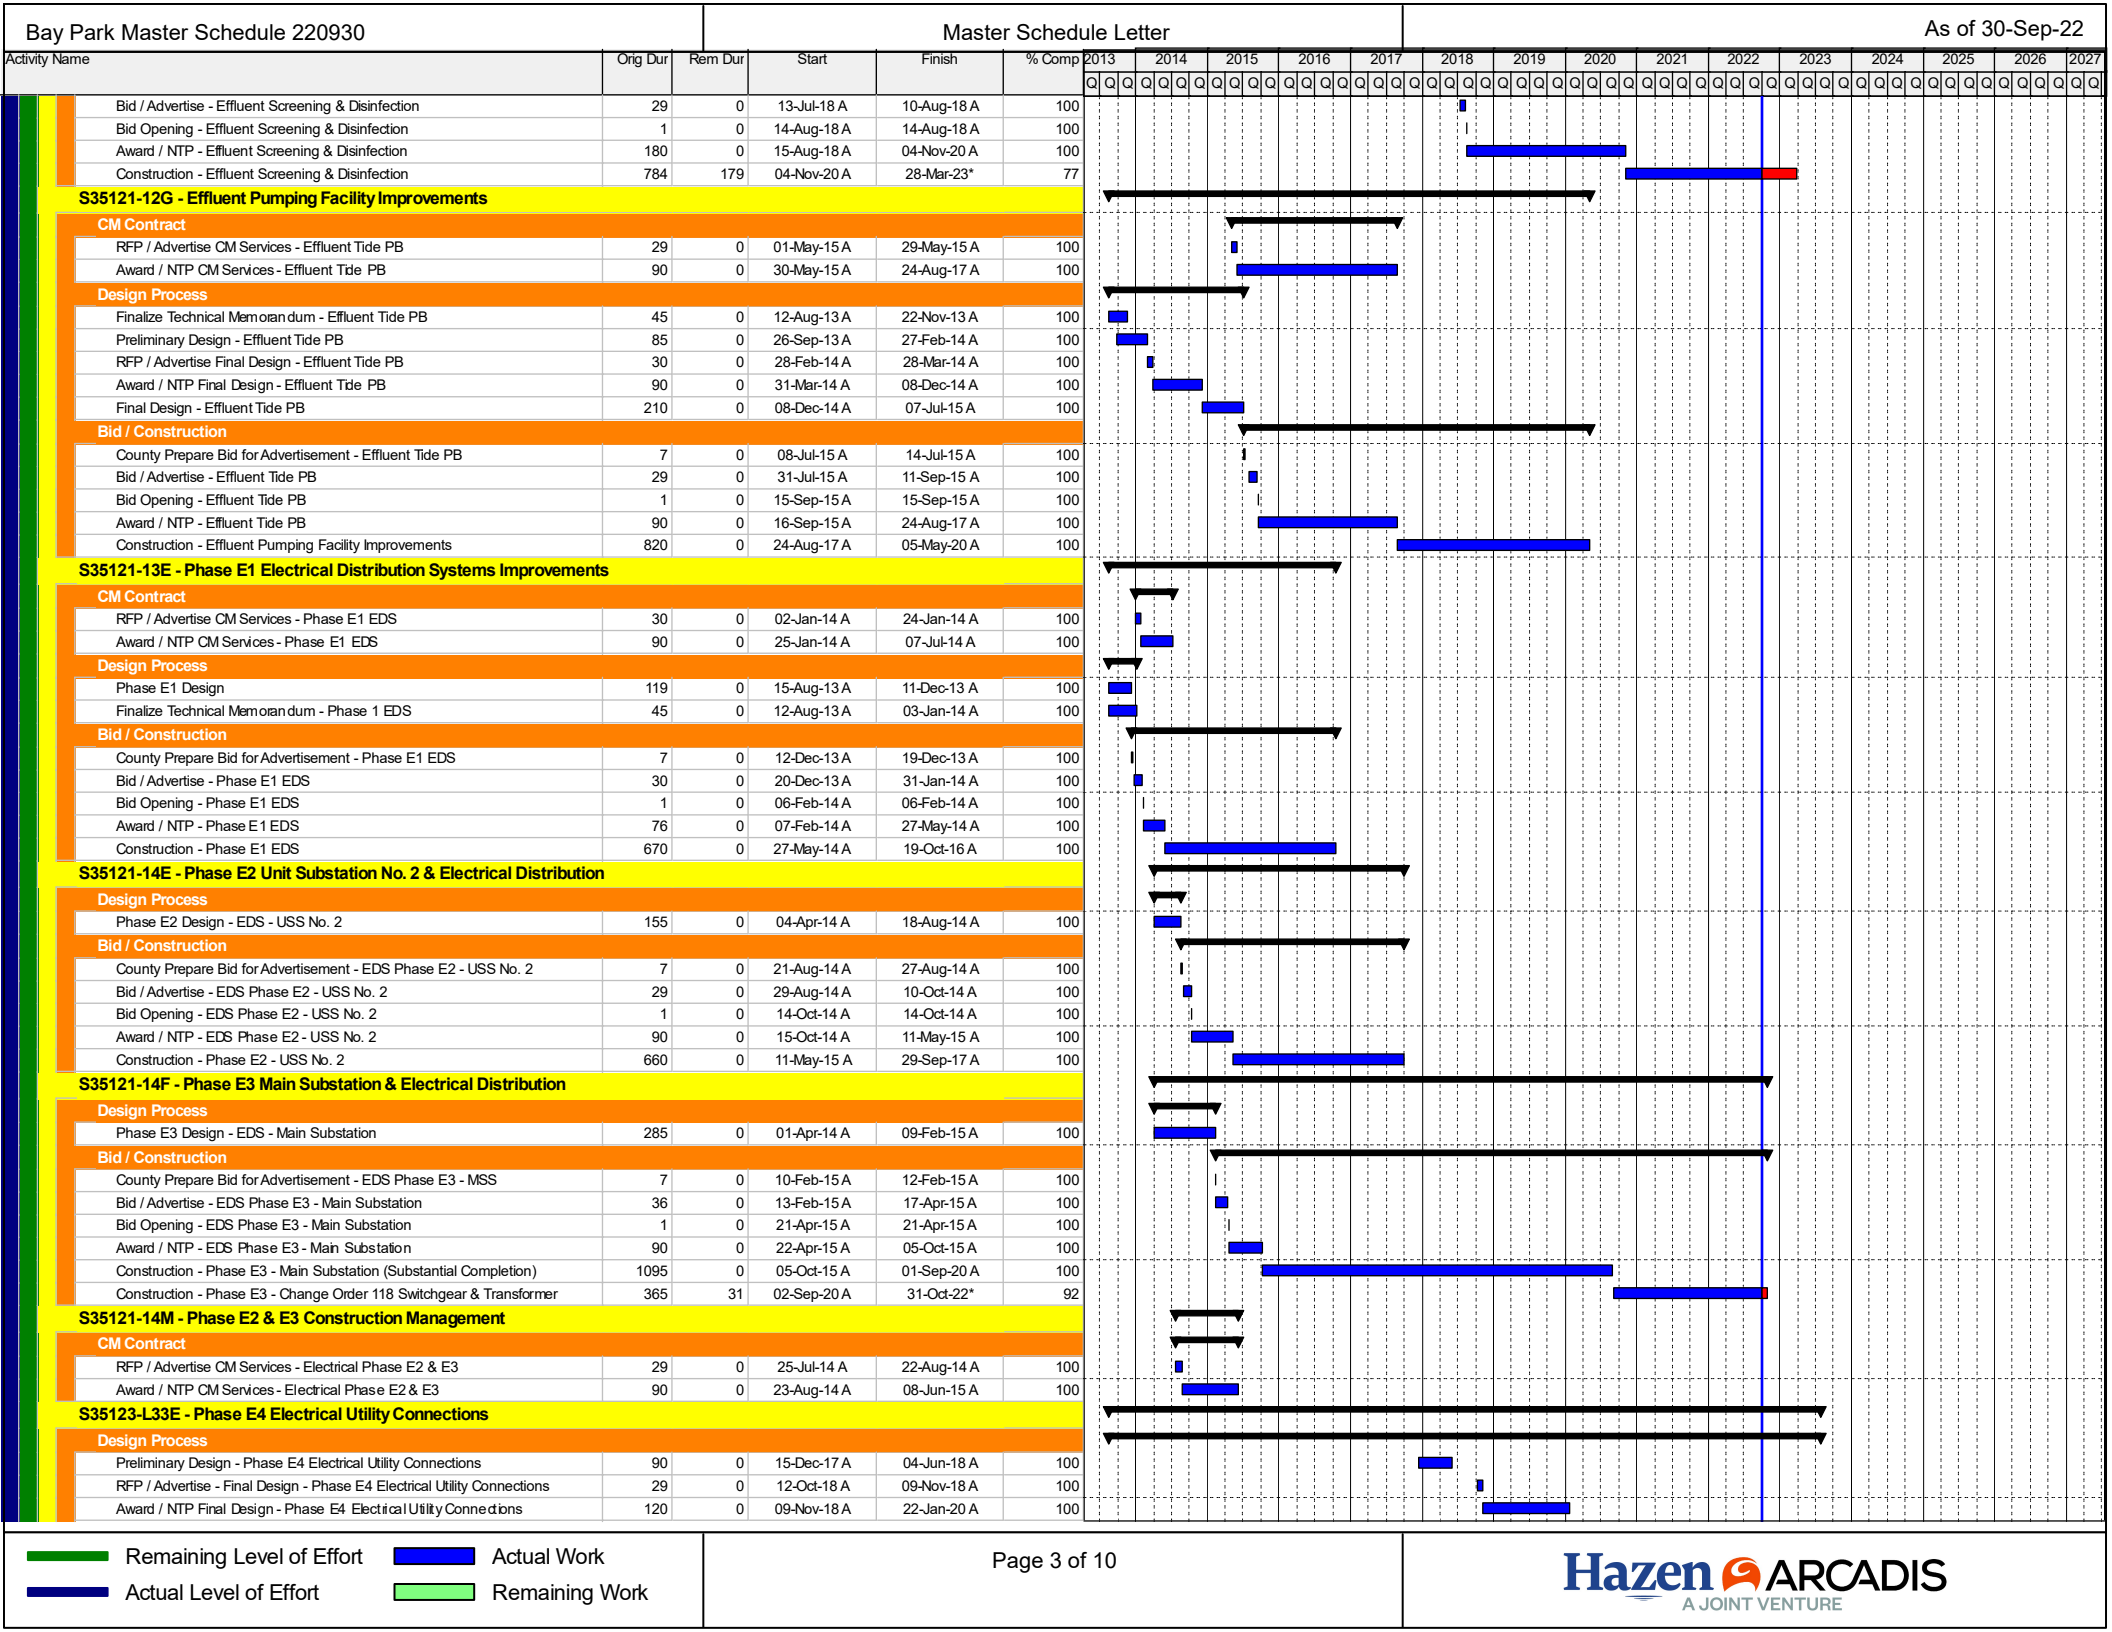 Bay Park Master Schedule 220930
Master Schedule Letter
As of 30-Sep-22
Activity Name Orig Dur Rem Dur Start Finish % Comp 2013 2014 2015 2016 2017 2018 2019 2020 2021 2022 2023 2024 2025 2026 2027
Q Q Q Q Q Q Q Q Q Q Q Q Q Q Q Q Q Q Q Q Q Q Q Q Q Q Q Q Q Q Q Q Q Q Q Q Q Q Q Q Q Q Q Q Q Q Q Q Q Q Q Q Q Q Q Q Q
Bid / Advertise - Effluent Screening & Disinfection 29 0 13-Jul-18 A 10-Aug-18 A 100
Bid Opening - Effluent Screening & Disinfection 1 0 14-Aug-18 A 14-Aug-18 A 100
Award / NTP - Effluent Screening & Disinfection 180 0 15-Aug-18 A 04-Nov-20 A 100
Construction - Effluent Screening & Disinfection 784 179 04-Nov-20 A 28-Mar-23* 77
S35121-12G - Effluent Pumping Facility Improvements
CM Contract
RFP / Advertise CM Services - Effluent Tide PB 29 0 01-May-15 A 29-May-15 A 100
Award / NTP CM Services - Effluent Tide PB 90 0 30-May-15 A 24-Aug-17 A 100
Design Process
Finalize Technical Memorandum - Effluent Tide PB 45 0 12-Aug-13 A 22-Nov-13 A 100
Preliminary Design - Effluent Tide PB 85 0 26-Sep-13 A 27-Feb-14 A 100
RFP / Advertise Final Design - Effluent Tide PB 30 0 28-Feb-14 A 28-Mar-14 A 100
Award / NTP Final Design - Effluent Tide PB 90 0 31-Mar-14 A 08-Dec-14 A 100
Final Design - Effluent Tide PB 210 0 08-Dec-14 A 07-Jul-15 A 100
Bid / Construction
County Prepare Bid for Advertisement - Effluent Tide PB 7 0 08-Jul-15 A 14-Jul-15 A 100
Bid / Advertise - Effluent Tide PB 29 0 31-Jul-15 A 11-Sep-15 A 100
Bid Opening - Effluent Tide PB 1 0 15-Sep-15 A 15-Sep-15 A 100
Award / NTP - Effluent Tide PB 90 0 16-Sep-15 A 24-Aug-17 A 100
Construction - Effluent Pumping Facility Improvements 820 0 24-Aug-17 A 05-May-20 A 100
S35121-13E - Phase E1 Electrical Distribution Systems Improvements
CM Contract
RFP / Advertise CM Services - Phase E1 EDS 30 0 02-Jan-14 A 24-Jan-14 A 100
Award / NTP CM Services - Phase E1 EDS 90 0 25-Jan-14 A 07-Jul-14 A 100
Design Process
Phase E1 Design 119 0 15-Aug-13 A 11-Dec-13 A 100
Finalize Technical Memorandum - Phase 1 EDS 45 0 12-Aug-13 A 03-Jan-14 A 100
Bid / Construction
County Prepare Bid for Advertisement - Phase E1 EDS 7 0 12-Dec-13 A 19-Dec-13 A 100
Bid / Advertise - Phase E1 EDS 30 0 20-Dec-13 A 31-Jan-14 A 100
Bid Opening - Phase E1 EDS 1 0 06-Feb-14 A 06-Feb-14 A 100
Award / NTP - Phase E1 EDS 76 0 07-Feb-14 A 27-May-14 A 100
Construction - Phase E1 EDS 670 0 27-May-14 A 19-Oct-16 A 100
S35121-14E - Phase E2 Unit Substation No. 2 & Electrical Distribution
Design Process
Phase E2 Design - EDS - USS No. 2 155 0 04-Apr-14 A 18-Aug-14 A 100
Bid / Construction
County Prepare Bid for Advertisement - EDS Phase E2 - USS No. 2 7 0 21-Aug-14 A 27-Aug-14 A 100
Bid / Advertise - EDS Phase E2 - USS No. 2 29 0 29-Aug-14 A 10-Oct-14 A 100
Bid Opening - EDS Phase E2 - USS No. 2 1 0 14-Oct-14 A 14-Oct-14 A 100
Award / NTP - EDS Phase E2 - USS No. 2 90 0 15-Oct-14 A 11-May-15 A 100
Construction - Phase E2 - USS No. 2 660 0 11-May-15 A 29-Sep-17 A 100
S35121-14F - Phase E3 Main Substation & Electrical Distribution
Design Process
Phase E3 Design - EDS - Main Substation 285 0 01-Apr-14 A 09-Feb-15 A 100
Bid / Construction
County Prepare Bid for Advertisement - EDS Phase E3 - MSS 7 0 10-Feb-15 A 12-Feb-15 A 100
Bid / Advertise - EDS Phase E3 - Main Substation 36 0 13-Feb-15 A 17-Apr-15 A 100
Bid Opening - EDS Phase E3 - Main Substation 1 0 21-Apr-15 A 21-Apr-15 A 100
Award / NTP - EDS Phase E3 - Main Substation 90 0 22-Apr-15 A 05-Oct-15 A 100
Construction - Phase E3 - Main Substation (Substantial Completion) 1095 0 05-Oct-15 A 01-Sep-20 A 100
Construction - Phase E3 - Change Order 118 Switchgear & Transformer 365 31 02-Sep-20 A 31-Oct-22* 92
S35121-14M - Phase E2 & E3 Construction Management
CM Contract
RFP / Advertise CM Services - Electrical Phase E2 & E3 29 0 25-Jul-14 A 22-Aug-14 A 100
Award / NTP CM Services - Electrical Phase E2 & E3 90 0 23-Aug-14 A 08-Jun-15 A 100
S35123-L33E - Phase E4 Electrical Utility Connections
Design Process
Preliminary Design - Phase E4 Electrical Utility Connections 90 0 15-Dec-17 A 04-Jun-18 A 100
RFP / Advertise - Final Design - Phase E4 Electrical Utility Connections 29 0 12-Oct-18 A 09-Nov-18 A 100
Award / NTP Final Design - Phase E4 Electrical Utility Connections 120 0 09-Nov-18 A 22-Jan-20 A 100
Remaining Level of Effort Actual Work
Actual Level of Effort Remaining Work
Page 3 of 10
Hazen ARCADIS
A JOINT VENTURE